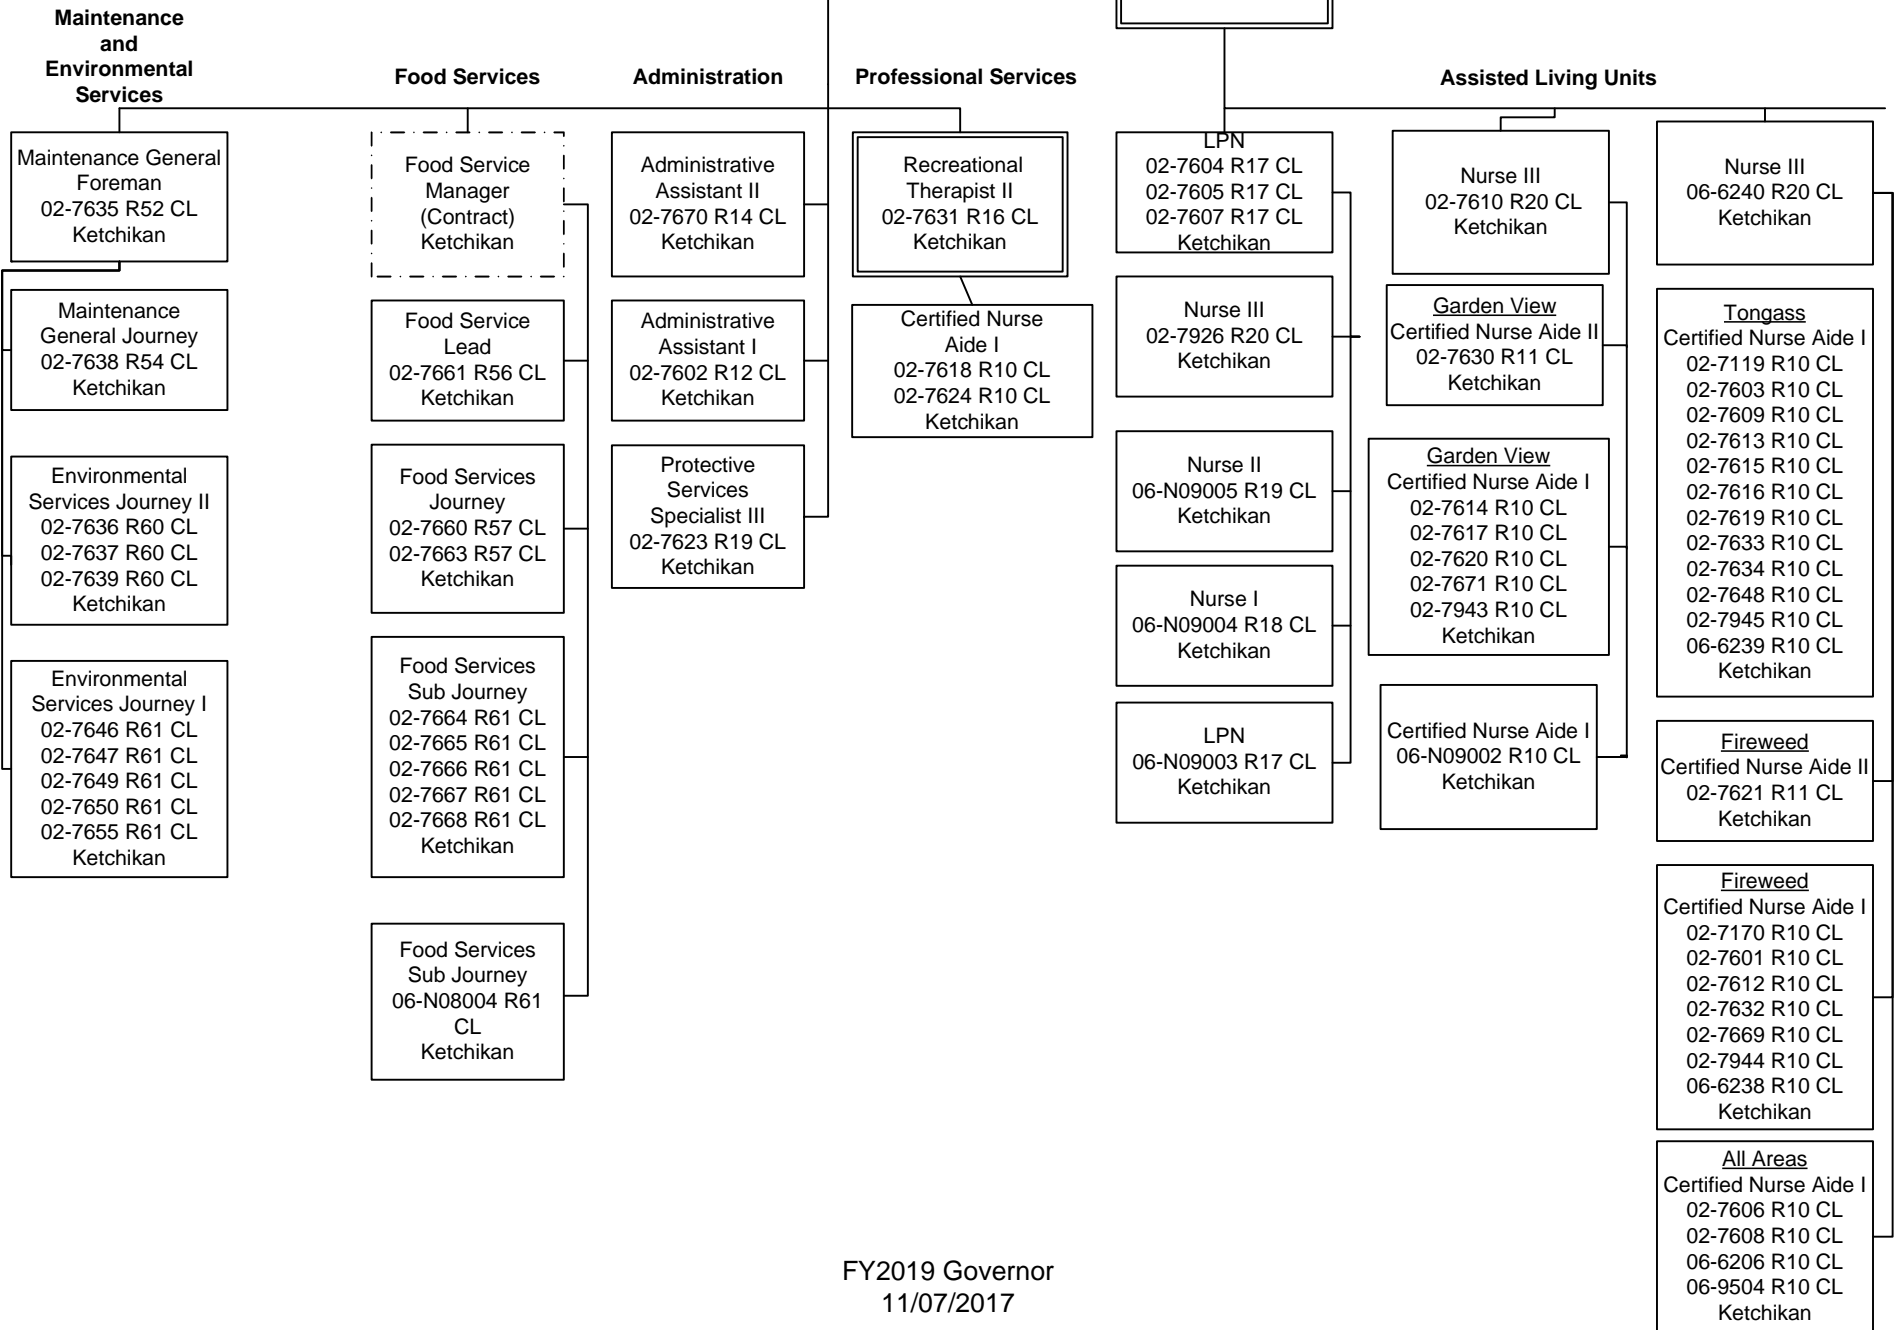 Maintenance
and
Environmental
Services
Food Services
Administration
Professional Services
Assisted Living Units
Maintenance General
Foreman
02-7635 R52 CL
Ketchikan
Maintenance
General Journey
02-7638 R54 CL
Ketchikan
Environmental
Services Journey II
02-7636 R60 CL
02-7637 R60 CL
02-7639 R60 CL
Ketchikan
Environmental
Services Journey I
02-7646 R61 CL
02-7647 R61 CL
02-7649 R61 CL
02-7650 R61 CL
02-7655 R61 CL
Ketchikan
Food Service
Manager
(Contract)
Ketchikan
Food Service
Lead
02-7661 R56 CL
Ketchikan
Food Services
Journey
02-7660 R57 CL
02-7663 R57 CL
Ketchikan
Food Services
Sub Journey
02-7664 R61 CL
02-7665 R61 CL
02-7666 R61 CL
02-7667 R61 CL
02-7668 R61 CL
Ketchikan
Food Services
Sub Journey
06-N08004 R61
CL
Ketchikan
Administrative
Assistant II
02-7670 R14 CL
Ketchikan
Administrative
Assistant I
02-7602 R12 CL
Ketchikan
Protective
Services
Specialist III
02-7623 R19 CL
Ketchikan
Recreational
Therapist II
02-7631 R16 CL
Ketchikan
Certified Nurse
Aide I
02-7618 R10 CL
02-7624 R10 CL
Ketchikan
LPN
02-7604 R17 CL
02-7605 R17 CL
02-7607 R17 CL
Ketchikan
Nurse III
02-7926 R20 CL
Ketchikan
Nurse II
06-N09005 R19 CL
Ketchikan
Nurse I
06-N09004 R18 CL
Ketchikan
LPN
06-N09003 R17 CL
Ketchikan
Nurse III
02-7610 R20 CL
Ketchikan
Garden View
Certified Nurse Aide II
02-7630 R11 CL
Ketchikan
Garden View
Certified Nurse Aide I
02-7614 R10 CL
02-7617 R10 CL
02-7620 R10 CL
02-7671 R10 CL
02-7943 R10 CL
Ketchikan
Certified Nurse Aide I
06-N09002 R10 CL
Ketchikan
Nurse III
06-6240 R20 CL
Ketchikan
Tongass
Certified Nurse Aide I
02-7119 R10 CL
02-7603 R10 CL
02-7609 R10 CL
02-7613 R10 CL
02-7615 R10 CL
02-7616 R10 CL
02-7619 R10 CL
02-7633 R10 CL
02-7634 R10 CL
02-7648 R10 CL
02-7945 R10 CL
06-6239 R10 CL
Ketchikan
Fireweed
Certified Nurse Aide II
02-7621 R11 CL
Ketchikan
Fireweed
Certified Nurse Aide I
02-7170 R10 CL
02-7601 R10 CL
02-7612 R10 CL
02-7632 R10 CL
02-7669 R10 CL
02-7944 R10 CL
06-6238 R10 CL
Ketchikan
All Areas
Certified Nurse Aide I
02-7606 R10 CL
02-7608 R10 CL
06-6206 R10 CL
06-9504 R10 CL
Ketchikan
FY2019 Governor
11/07/2017